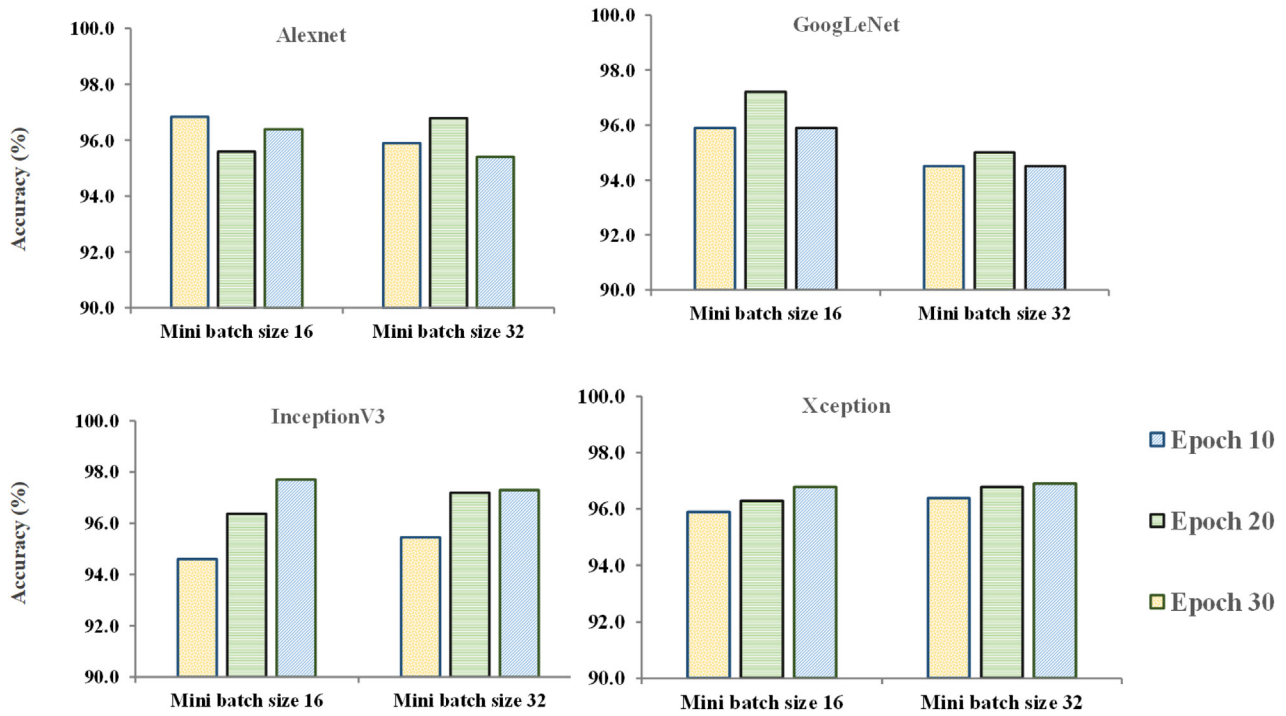 Alexnet
100.0
98.0
96.0
94.0
92.0
90.0
Accuracy (%)
Mini batch size 16
Mini batch size 32
GoogLeNet
100.0
98.0
96.0
94.0
92.0
90.0
Mini batch size 16
Mini batch size 32
InceptionV3
100.0
98.0
96.0
94.0
92.0
90.0
Accuracy (%)
Mini batch size 16
Mini batch size 32
Xception
100.0
98.0
96.0
94.0
92.0
90.0
Mini batch size 16
Mini batch size 32
Epoch 10
Epoch 20
Epoch 30